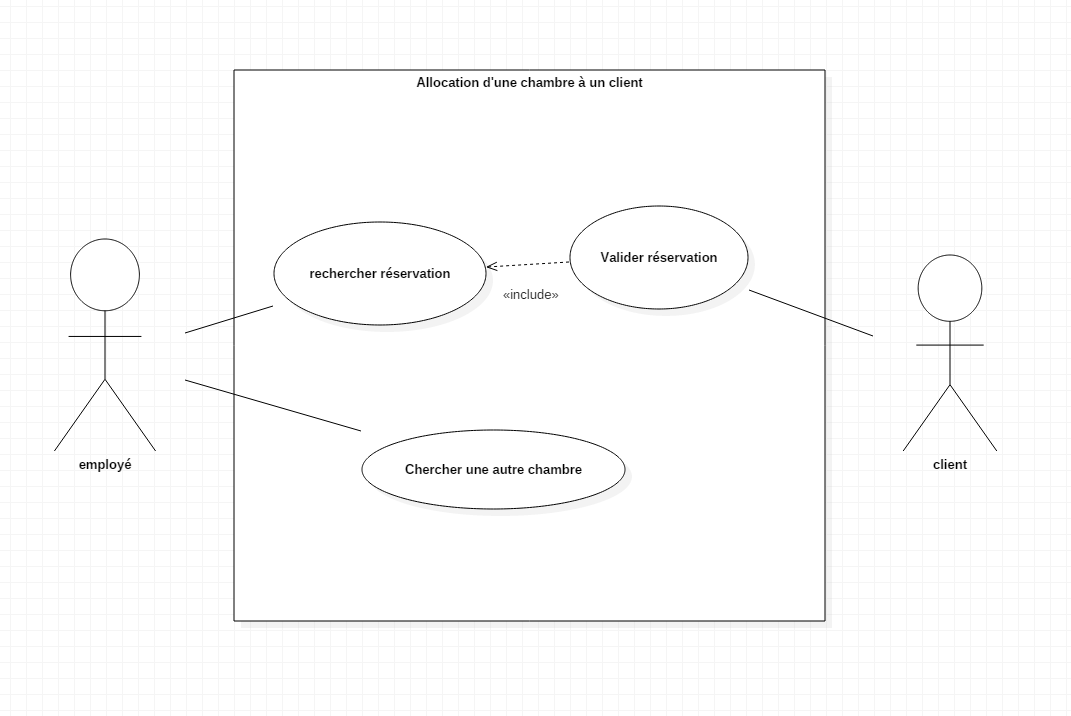 Allocation d'une chambre à un client
rechercher réservation
Valider réservation
«include»
Chercher une autre chambre
employé
client